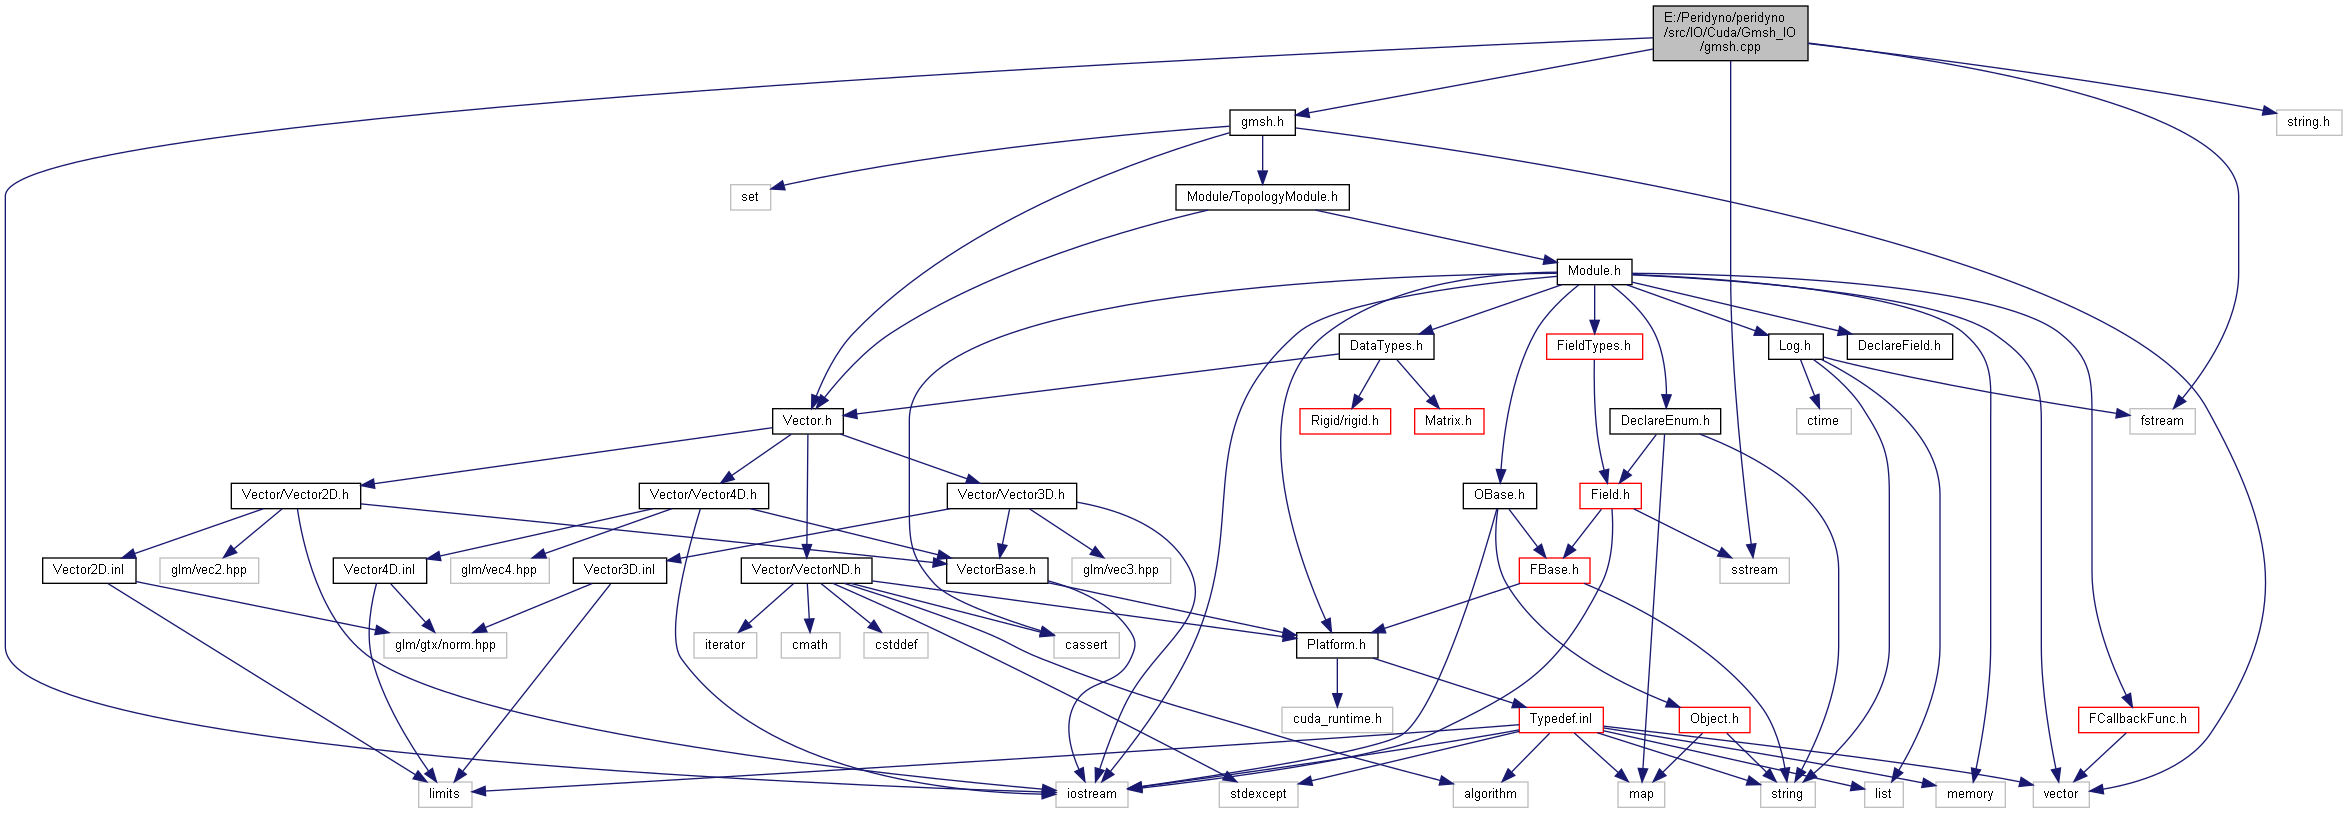 E:/Peridyno/peridyno
/src/IO/Cuda/Gmsh_IO
/gmsh.cpp
gmsh.h
string.h
set
Module/TopologyModule.h
Module.h
DataTypes.h
FieldTypes.h
Log.h
DeclareField.h
Vector.h
Rigid/rigid.h
Matrix.h
DeclareEnum.h
ctime
fstream
Vector/Vector2D.h
Vector/Vector4D.h
Vector/Vector3D.h
OBase.h
Field.h
Vector2D.inl
glm/vec2.hpp
Vector4D.inl
glm/vec4.hpp
Vector3D.inl
Vector/VectorND.h
VectorBase.h
glm/vec3.hpp
FBase.h
sstream
glm/gtx/norm.hpp
iterator
cmath
cstddef
cassert
Platform.h
cuda_runtime.h
Typedef.inl
Object.h
FCallbackFunc.h
limits
iostream
stdexcept
algorithm
map
string
list
memory
vector